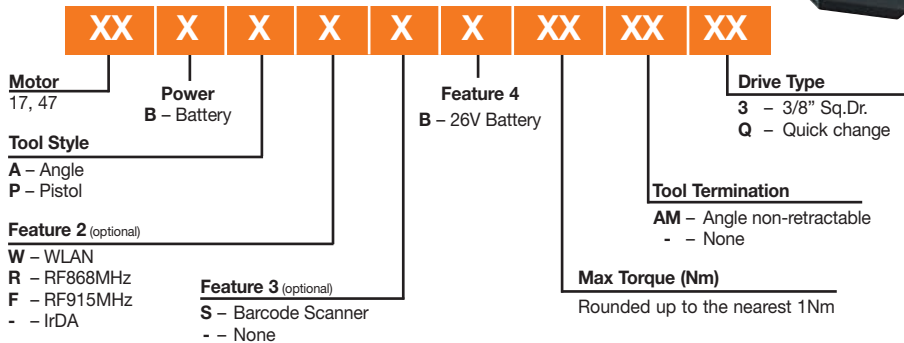 XX X X X X X XX XX XX
Motor
17, 47
Power
B – Battery
Tool Style
A – Angle
P – Pistol
Feature 2 (optional)
W – WLAN
R – RF868MHz
F – RF915MHz
- – IrDA
Feature 3 (optional)
S – Barcode Scanner
- – None
Feature 4
B – 26V Battery
Max Torque (Nm)
Rounded up to the nearest 1Nm
Tool Termination
AM – Angle non-retractable
- – None
Drive Type
3 – 3/8” Sq.Dr.
Q – Quick change